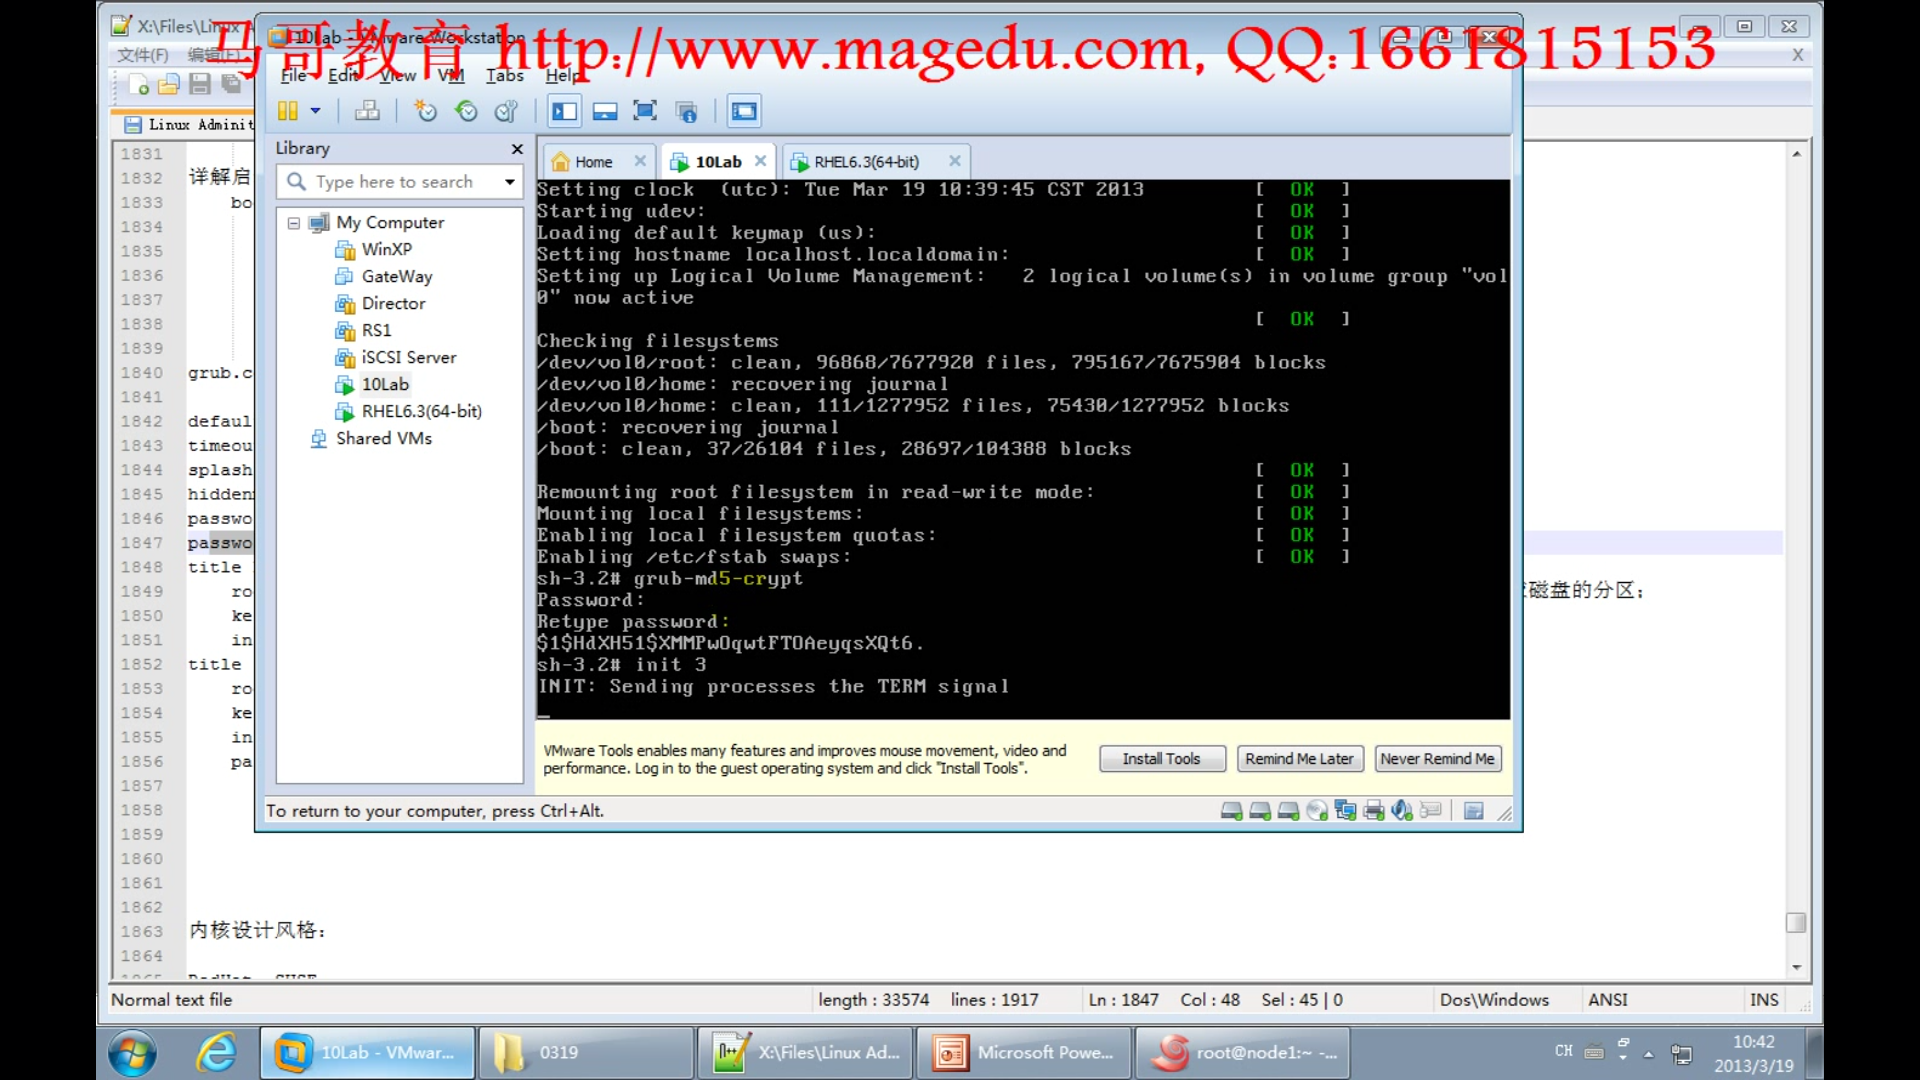 X:\Files\Linux A
10Lab - VMware Workstation
马哥教育 http://www.magedu.com, QQ:1661815153
文件(F) 编辑(E)
File Edit View VM Tabs Help
X
Linux Adminit
Library
Type here to search
My Computer
WinXP
GateWay
Director
RS1
iSCSI Server
10Lab
RHEL6.3(64-bit)
Shared VMs
Home
10Lab
RHEL6.3(64-bit)
Setting clock  (utc): Tue Mar 19 10:39:45 CST 2013 [  OK  ]
Starting udev: [  OK  ]
Loading default keymap (us): [  OK  ]
Setting hostname localhost.localdomain: [  OK  ]
Setting up Logical Volume Management:   2 logical volume(s) in volume group "vol
0" now active
[  OK  ]
Checking filesystems
/dev/vol0/root: clean, 96868/7677920 files, 795167/7675904 blocks
/dev/vol0/home: recovering journal
/dev/vol0/home: clean, 111/1277952 files, 75430/1277952 blocks
/boot: recovering journal
/boot: clean, 37/26104 files, 28697/104388 blocks
[  OK  ]
Remounting root filesystem in read-write mode: [  OK  ]
Mounting local filesystems: [  OK  ]
Enabling local filesystem quotas: [  OK  ]
Enabling /etc/fstab swaps: [  OK  ]
sh-3.2# grub-md5-crypt
Password:
Retype password:
$1$HdXH51$XMMPwOqwtFTOAeyqsXQt6.
sh-3.2# init 3
INIT: Sending processes the TERM signal
VMware Tools enables many features and improves mouse movement, video and
performance. Log in to the guest operating system and click "Install Tools".
Install Tools
Remind Me Later
Never Remind Me
To return to your computer, press Ctrl+Alt.
1831
1832 详解启
1833 bo
1834
1835
1836
1837
1838
1839
1840 grub.c
1841
1842 defaul
1843 timeou
1844 splash
1845 hidden
1846 passwo
1847 passwo
1848 title
1849 ro 磁盘的分区;
1850 ke
1851 in
1852 title
1853 ro
1854 ke
1855 in
1856 pa
1857
1858
1859
1860
1861
1862
1863 内核设计风格:
1864
Normal text file
length : 33574 lines : 1917
Ln : 1847 Col : 48 Sel : 45 | 0
Dos\Windows
ANSI
INS
10Lab - VMwar...
0319
X:\Files\Linux Ad...
Microsoft Powe...
root@node1:~ -...
CH
10:42
2013/3/19